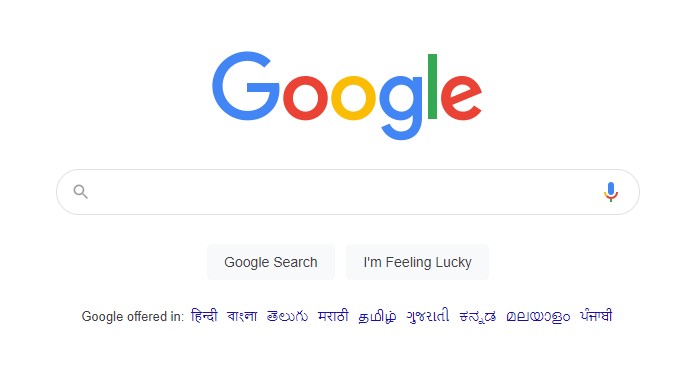 Google
Google Search I'm Feeling Lucky
Google offered in: हिन्दी বাংলা తెలుగు मराठी தமிழ் ગુજરાતી ಕನ್ನಡ മലയാളം ਪੰਜਾਬੀ